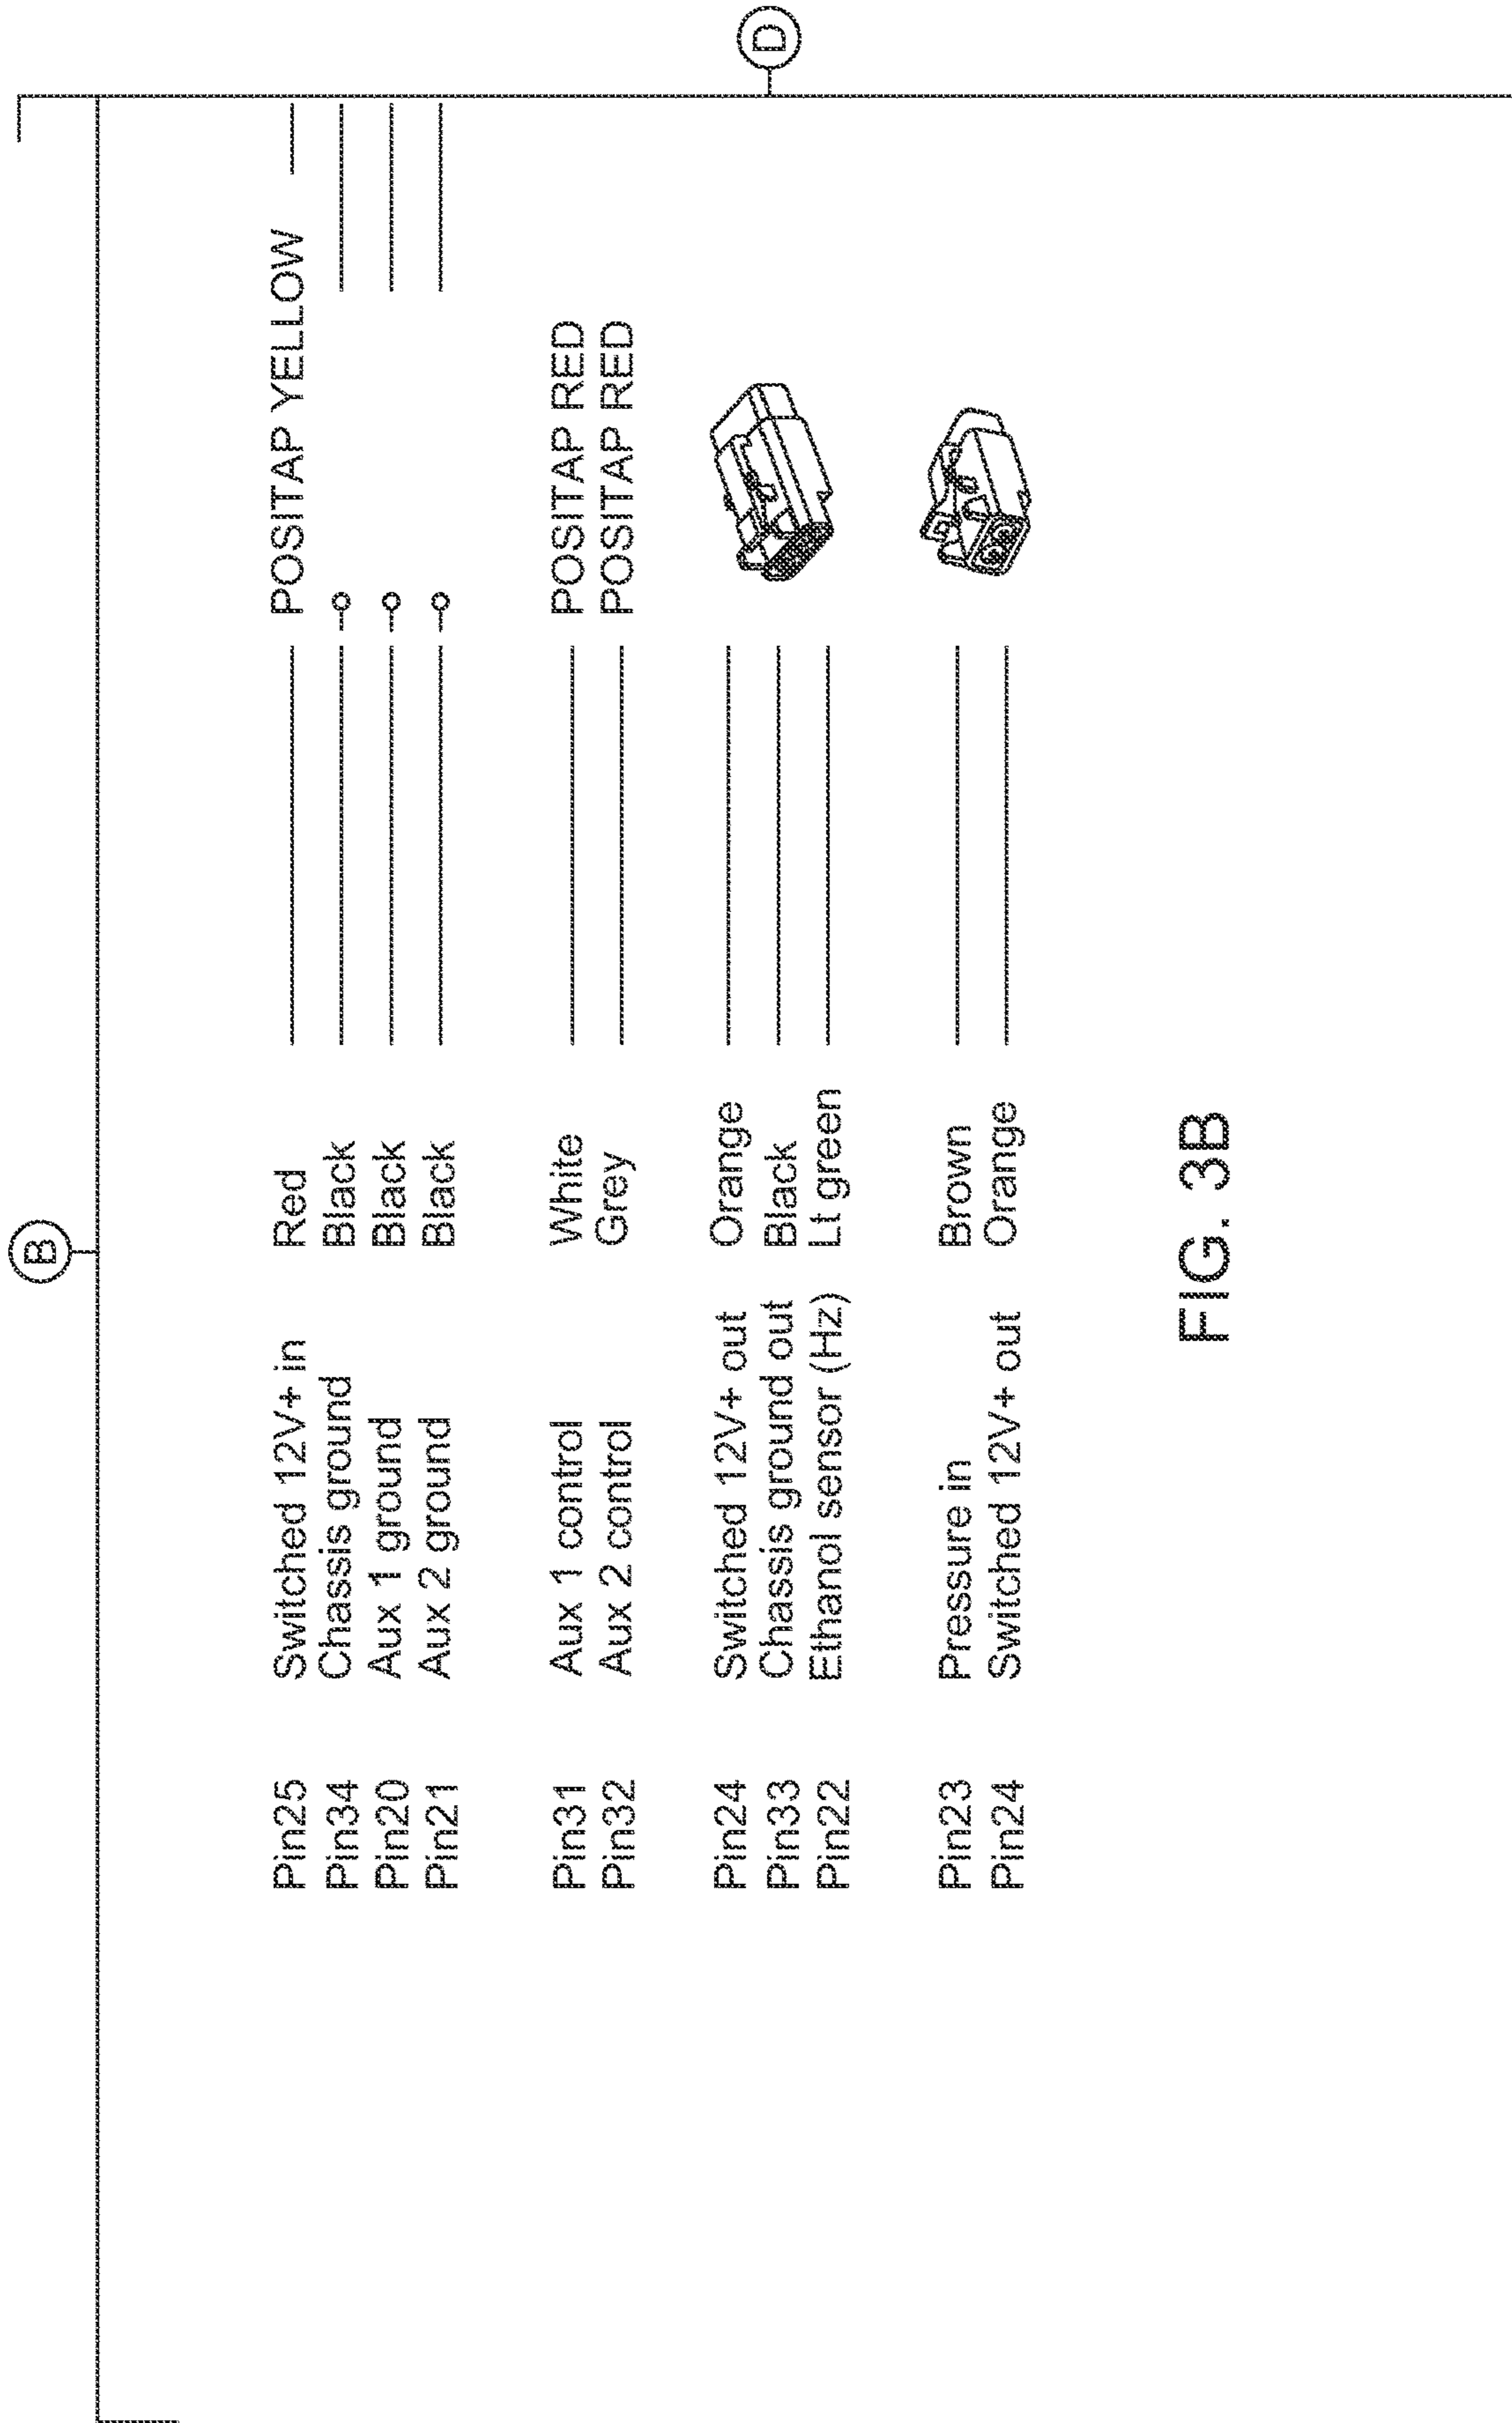 B
D
Pin25 Switched 12V+ in Red POSITAP YELLOW
Pin34 Chassis ground Black
Pin20 Aux 1 ground Black
Pin21 Aux 2 ground Black
Pin31 Aux 1 control White POSITAP RED
Pin32 Aux 2 control Grey POSITAP RED
Pin24 Switched 12V+ out Orange
Pin33 Chassis ground out Black
Pin22 Ethanol sensor (Hz) Lt green
Pin23 Pressure in Brown
Pin24 Switched 12V+ out Orange
FIG. 3B